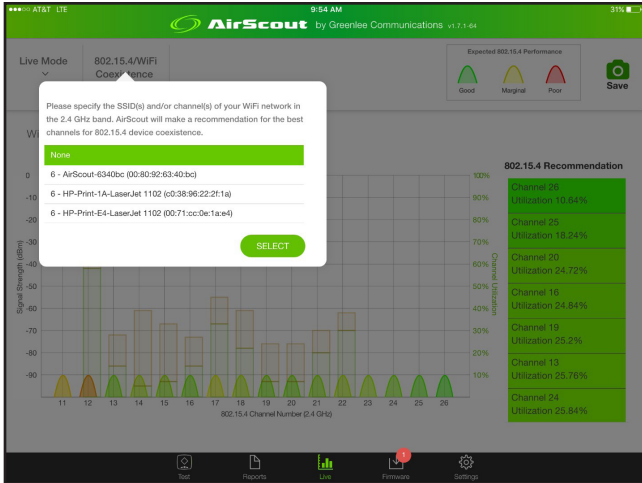 AT&T LTE 9:54 AM 31%
AirScout by Greenlee Communications v1.7.1-64
Live Mode
802.15.4/WiFi
Coexistence
Expected 802.15.4 Performance
Good Marginal Poor
Save
Please specify the SSID(s) and/or channel(s) of your WiFi network in
the 2.4 GHz band. AirScout will make a recommendation for the best
channels for 802.15.4 device coexistence.
None
6 - AirScout-6340bc (00:80:92:63:40:bc)
6 - HP-Print-1A-LaserJet 1102 (c0:38:96:22:2f:1a)
6 - HP-Print-E4-LaserJet 1102 (00:71:cc:0e:1a:e4)
SELECT
Wi
Signal Strength (dBm)
0
-10
-20
-30
-40
-50
-60
-70
-80
-90
11 12 13 14 15 16 17 18 19 20 21 22 23 24 25 26
802.15.4 Channel Number (2.4 GHz)
100%
90%
80%
70%
60%
50%
40%
30%
20%
10%
Channel Utilization
802.15.4 Recommendation
Channel 26
Utilization 10.64%
Channel 25
Utilization 18.24%
Channel 20
Utilization 24.72%
Channel 16
Utilization 24.84%
Channel 19
Utilization 25.2%
Channel 13
Utilization 25.76%
Channel 24
Utilization 25.84%
1
Test Reports Live Firmware Settings